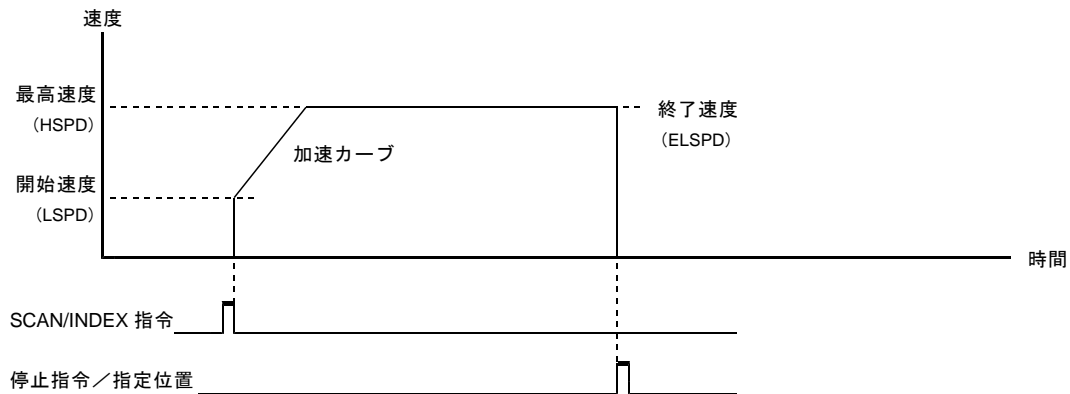 速度
最高速度
（HSPD）
終了速度
（ELSPD）
加速カーブ
開始速度
（LSPD）
時間
SCAN/INDEX 指令
停止指令／指定位置